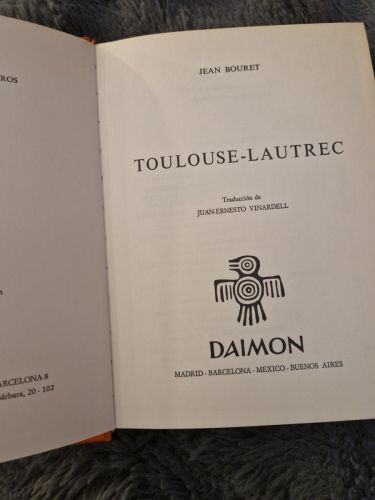 ROS
ARCELONA-8
árbara, 20 - 102
JEAN BOURET
TOULOUSE-LAUTREC
Traducción de
JUAN-ERNESTO VINARDELL
DAIMON
MADRID - BARCELONA - MEXICO - BUENOS AIRES